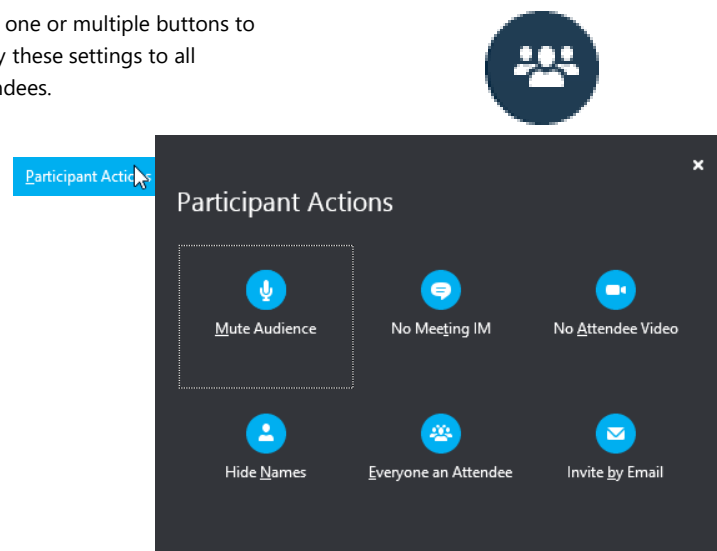 one or multiple buttons to
these settings to all
Participant Actions
Participant Actions
Mute Audience
No Meeting IM
No Attendee Video
Hide Names
Everyone an Attendee
Invite by Email